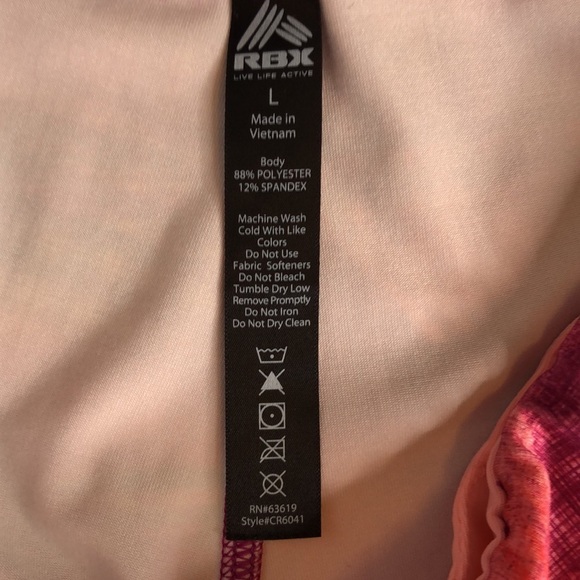 RBX
LIVE LIFE ACTIVE
L
Made in
Vietnam
Body
88% POLYESTER
12% SPANDEX
Machine Wash
Cold With Like
Colors
Do Not Use
Fabric Softeners
Do Not Bleach
Tumble Dry Low
Remove Promptly
Do Not Iron
Do Not Dry Clean
RN#63619
Style#CR6041